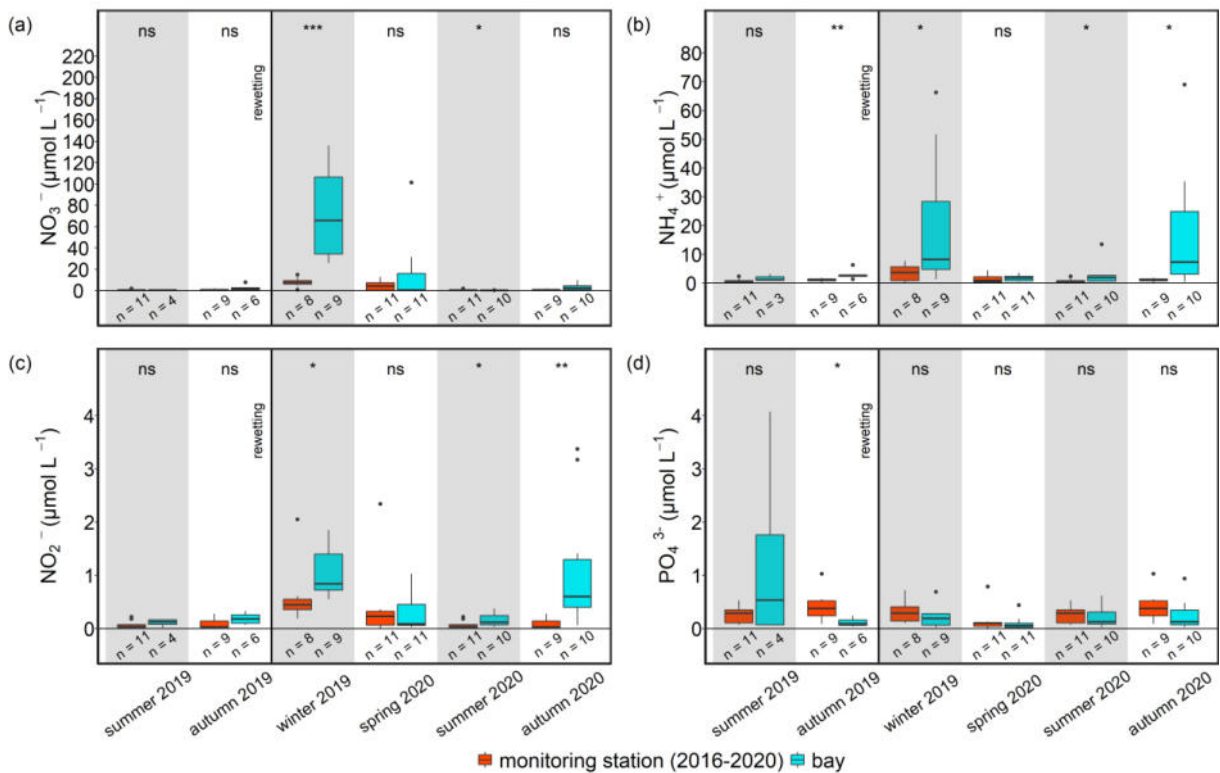 (a)
ns ns *** ns * ns
NO₃⁻ (µmol L⁻¹)
220
200
180
160
140
120
100
80
60
40
20
0
rewetting
n = 11 n = 4 n = 9 n = 6 n = 8 n = 9 n = 11 n = 11 n = 11 n = 10 n = 9 n = 10
(b)
ns ** * ns * *
NH₄⁺ (µmol L⁻¹)
80
70
60
50
40
30
20
10
0
rewetting
n = 11 n = 3 n = 9 n = 6 n = 8 n = 9 n = 11 n = 11 n = 11 n = 10 n = 9 n = 10
(c)
ns ns * ns * **
NO₂⁻ (µmol L⁻¹)
4
3
2
1
0
rewetting
n = 11 n = 4 n = 9 n = 6 n = 8 n = 9 n = 11 n = 11 n = 11 n = 10 n = 9 n = 10
summer 2019 autumn 2019 winter 2019 spring 2020 summer 2020 autumn 2020
(d)
ns * ns ns ns ns
PO₄³⁻ (µmol L⁻¹)
4
3
2
1
0
rewetting
n = 11 n = 4 n = 9 n = 6 n = 8 n = 9 n = 11 n = 11 n = 11 n = 10 n = 9 n = 10
summer 2019 autumn 2019 winter 2019 spring 2020 summer 2020 autumn 2020
monitoring station (2016-2020) bay